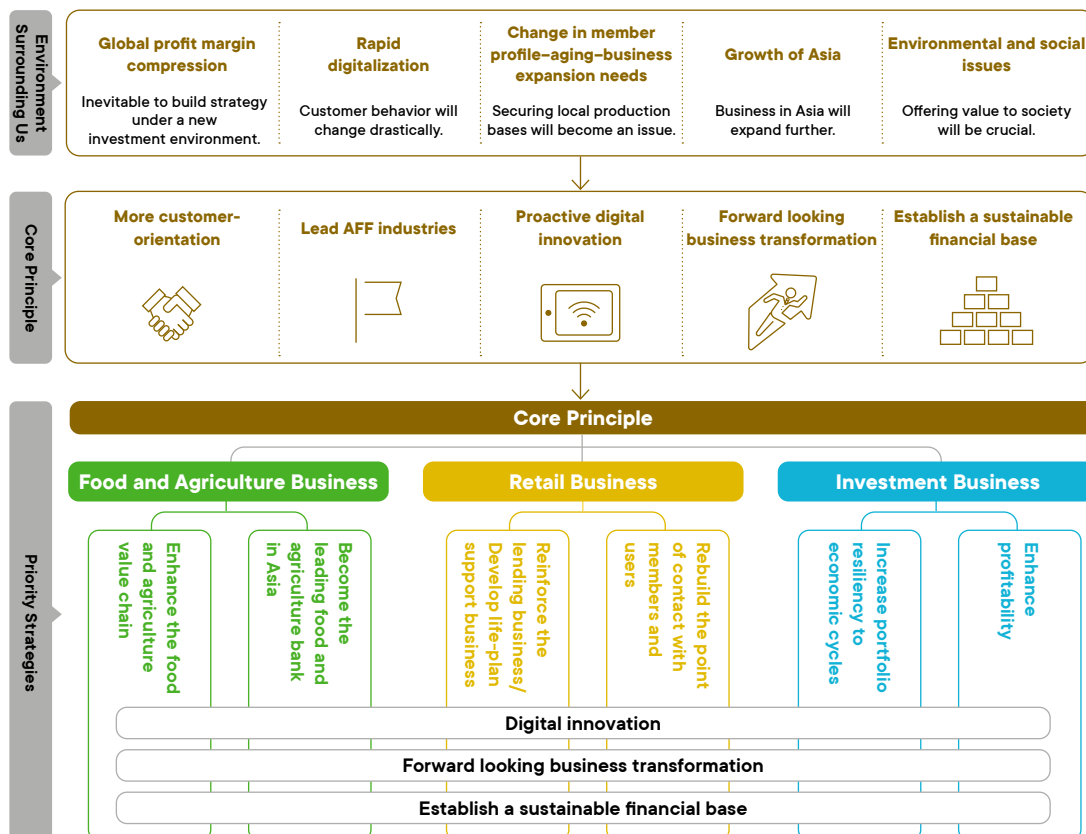 Environment
Surrounding Us
Global profit margin
compression
Inevitable to build strategy
under a new
investment environment.
Rapid
digitalization
Customer behavior will
change drastically.
Change in member
profile–aging–business
expansion needs
Securing local production
bases will become an issue.
Growth of Asia
Business in Asia will
expand further.
Environmental and social
issues
Offering value to society
will be crucial.
Core Principle
More customer-
orientation
Lead AFF industries
Proactive digital
innovation
Forward looking
business transformation
Establish a sustainable
financial base
Priority Strategies
Core Principle
Food and Agriculture Business
Enhance the food
and agriculture
value chain
Become the
leading food and
agriculture bank
in Asia
Retail Business
Reinforce the
lending business/
Develop life-plan
support business
Rebuild the point
of contact with
members and
users
Investment Business
Increase portfolio
resiliency to
economic cycles
Enhance
profitability
Digital innovation
Forward looking business transformation
Establish a sustainable financial base